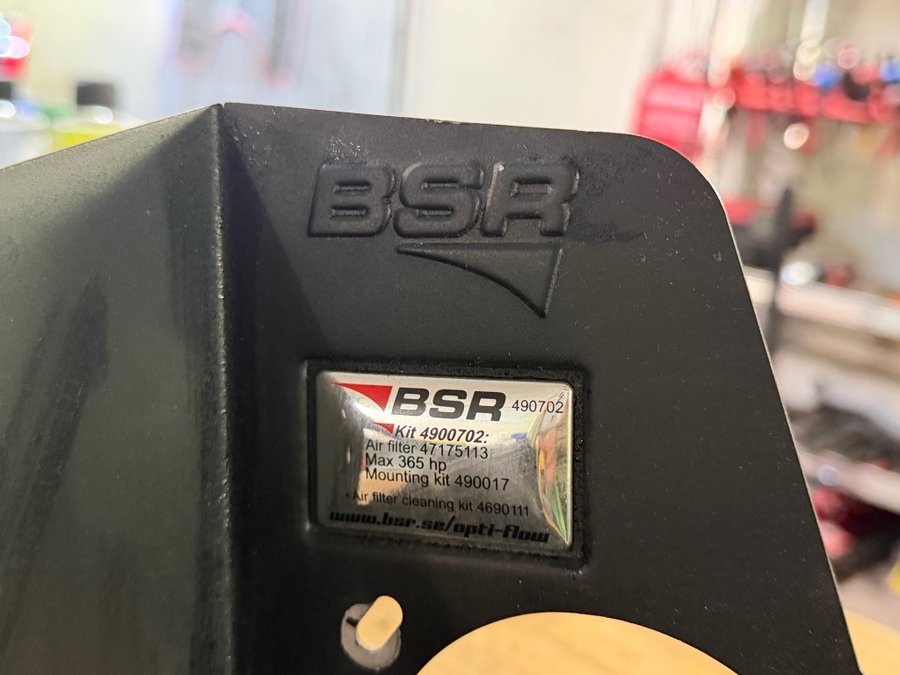 BSR
BSR 490702
Kit 4900702:
Air filter 47175113
Max 365 hp
Mounting kit 490017
* Air filter cleaning kit 4690111
www.bsr.se/opti-flow